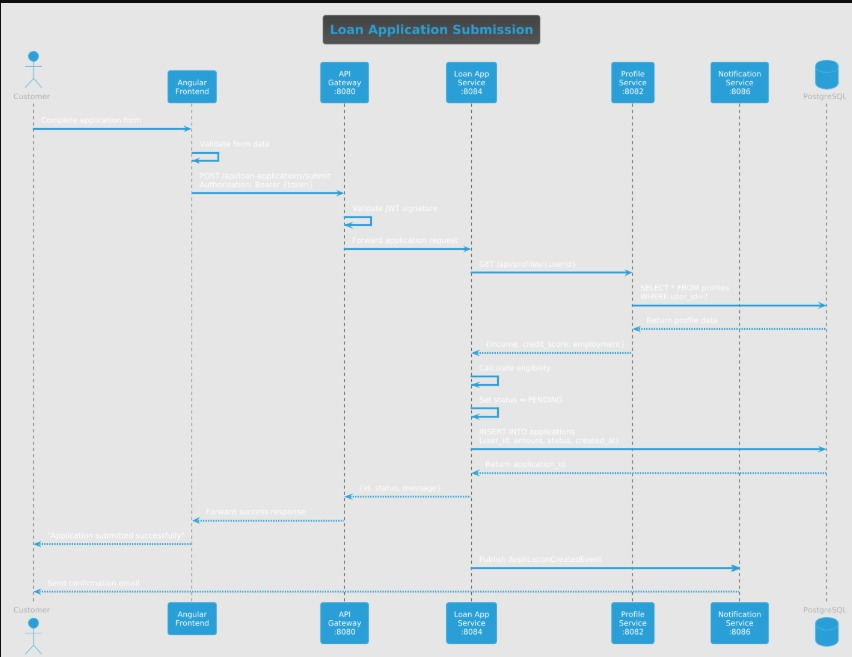 Loan Application Submission
Customer
Angular
Frontend
API
Gateway
:8080
Loan App
Service
:8084
Profile
Service
:8082
Notification
Service
:8086
PostgreSQL
Complete application form
Validate form data
POST /api/loan-applications/submit
Authorization: Bearer {token}
Validate JWT signature
Forward application request
GET /api/profiles/{userId}
SELECT * FROM profiles
WHERE user_id=?
Return profile data
{income, credit_score, employment}
Calculate eligibility
Set status = PENDING
INSERT INTO applications
(user_id, amount, status, created_at)
Return application_id
{id, status, message}
Forward success response
"Application submitted successfully"
Publish ApplicationCreatedEvent
Send confirmation email
Customer
Angular
Frontend
API
Gateway
:8080
Loan App
Service
:8084
Profile
Service
:8082
Notification
Service
:8086
PostgreSQL